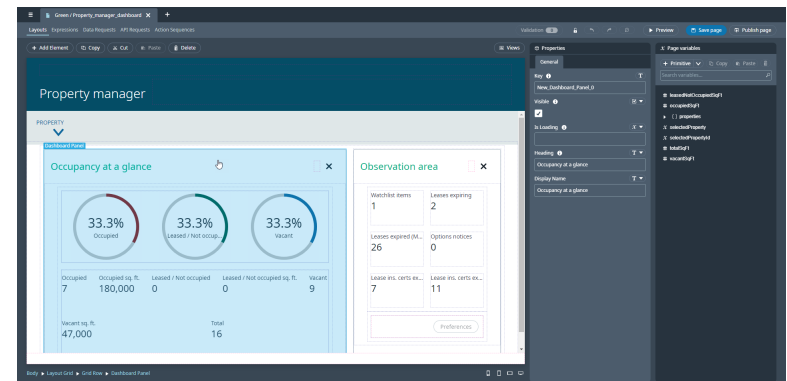 Green / Property_manager_dashboard
Layouts Expressions Data Requests API Requests Action Sequences
Validation Preview Save page Publish page
+ Add Element Copy Cut Paste Delete Views
Property manager
PROPERTY
Dashboard Panel
Occupancy at a glance
33.3%
Occupied
33.3%
Leased / Not occup...
33.3%
Vacant
Occupied Occupied sq. ft. Leased / Not occupied Leased / Not occupied sq. ft. Vacant
7 180,000 0 0 9
Vacant sq. ft. Total
47,000 16
Observation area
Watchlist items Leases expiring
1 2
Leases expired (M... Options notices
26 0
Lease ins. certs ex... Lease ins. certs ex...
7 11
Preferences
Body Layout Grid Grid Row Dashboard Panel
Properties
General
Key T
New_Dashboard_Panel_0
Visible
Is Loading X
Heading T
Occupancy at a glance
Display Name T
Occupancy at a glance
X Page variables
+ Primitive Copy Paste
Search variables...
# leasedNotOccupiedSqFt
# occupiedSqFt
{ } properties
X selectedProperty
X selectedPropertyId
# totalSqFt
# vacantSqFt